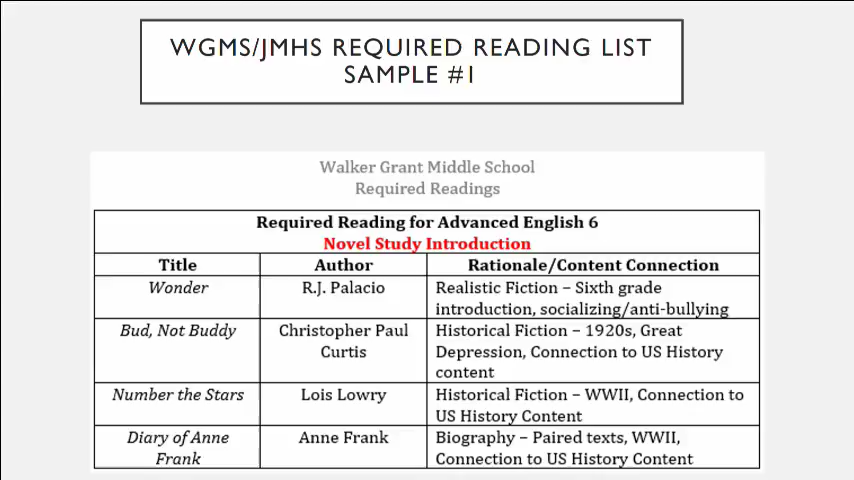 WGMS/JMHS REQUIRED READING LIST
SAMPLE #1
Walker Grant Middle School
Required Readings
Required Reading for Advanced English 6
Novel Study Introduction
Title Author Rationale/Content Connection
Wonder R.J. Palacio Realistic Fiction – Sixth grade
introduction, socializing/anti-bullying
Bud, Not Buddy Christopher Paul Historical Fiction – 1920s, Great
Curtis Depression, Connection to US History
content
Number the Stars Lois Lowry Historical Fiction – WWII, Connection to
US History Content
Diary of Anne Anne Frank Biography – Paired texts, WWII,
Frank Connection to US History Content